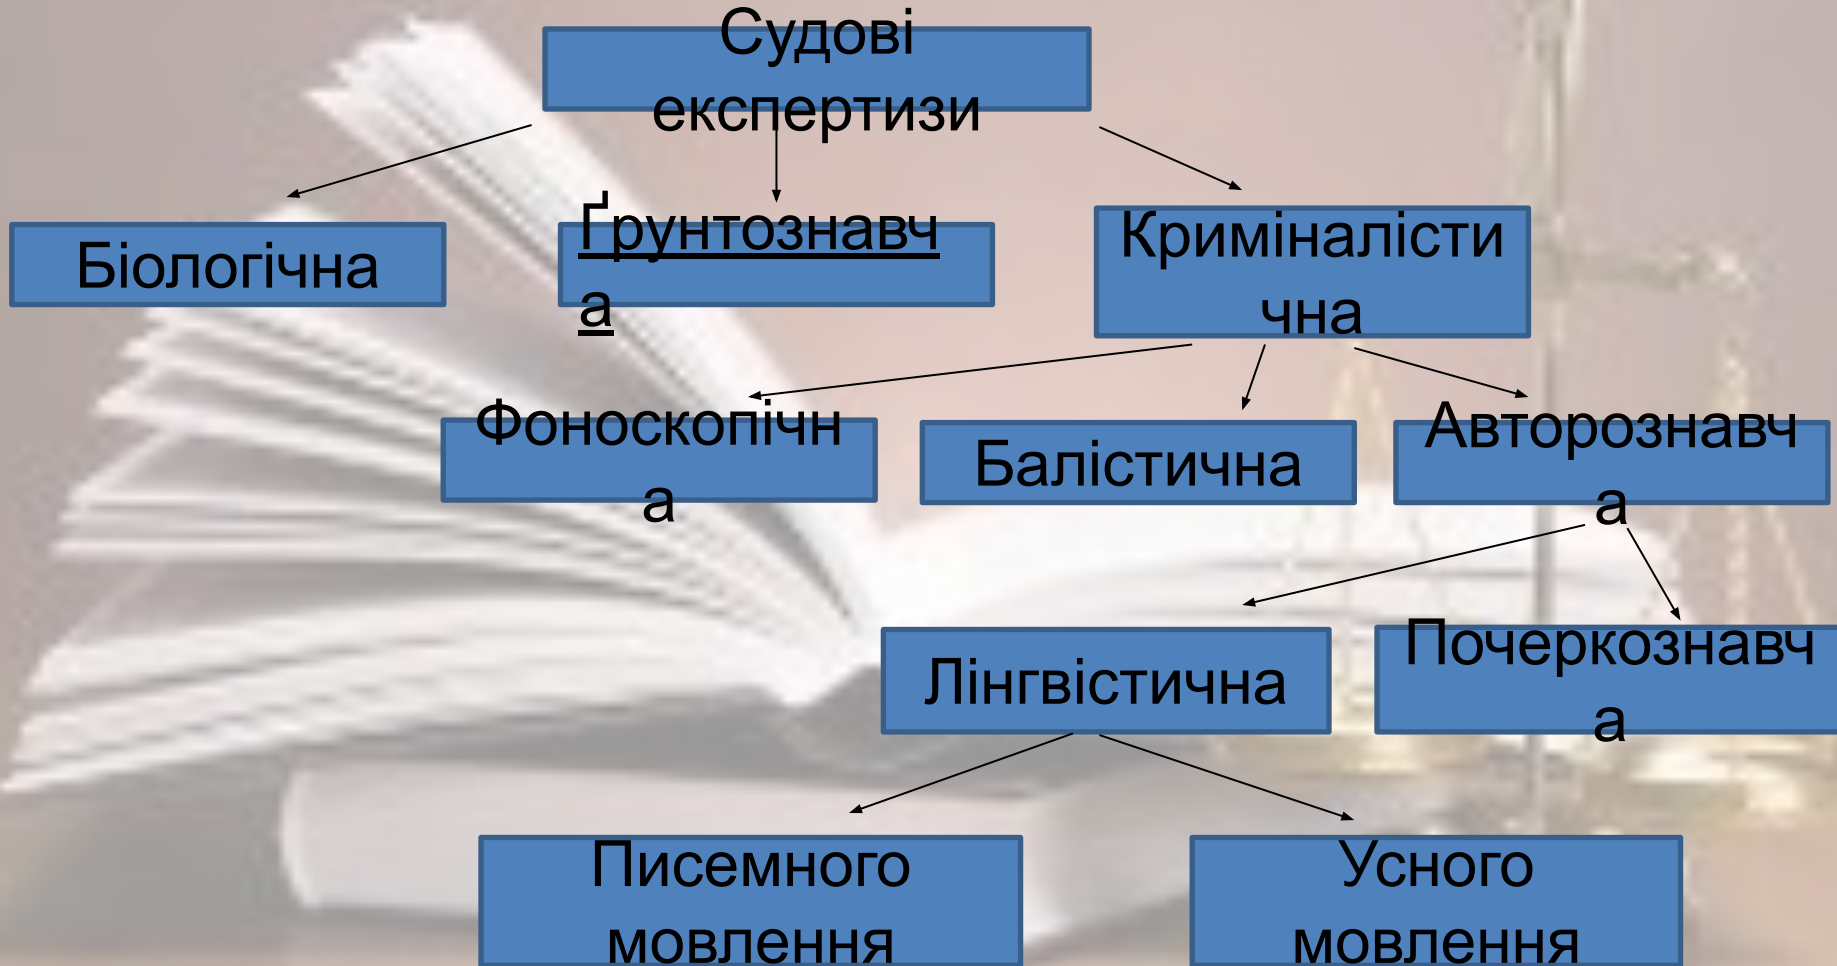 Судові
експертизи
Біологічна
Ґрунтознавч
а
Криміналісти
чна
Фоноскопічн
а
Балістична
Авторознавч
а
Лінгвістична
Почеркознавч
а
Писемного
мовлення
Усного
мовлення